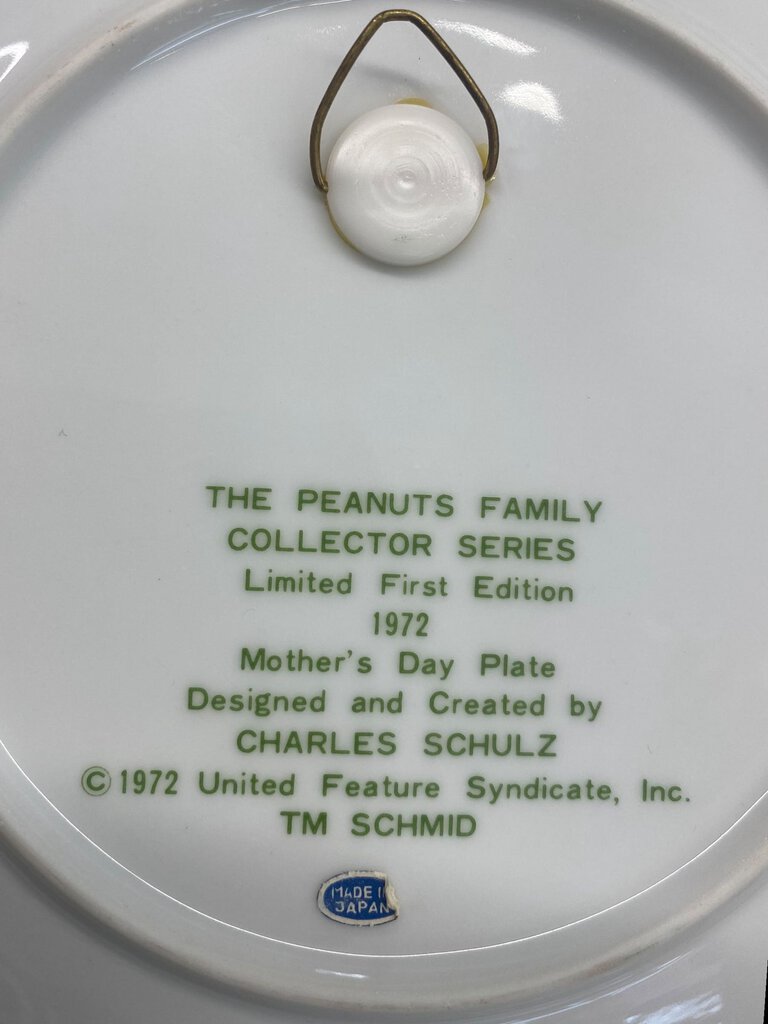 THE PEANUTS FAMILY
COLLECTOR SERIES
Limited First Edition
1972
Mother's Day Plate
Designed and Created by
CHARLES SCHULZ
©1972 United Feature Syndicate, Inc.
TM SCHMID
MADE
JAPAN